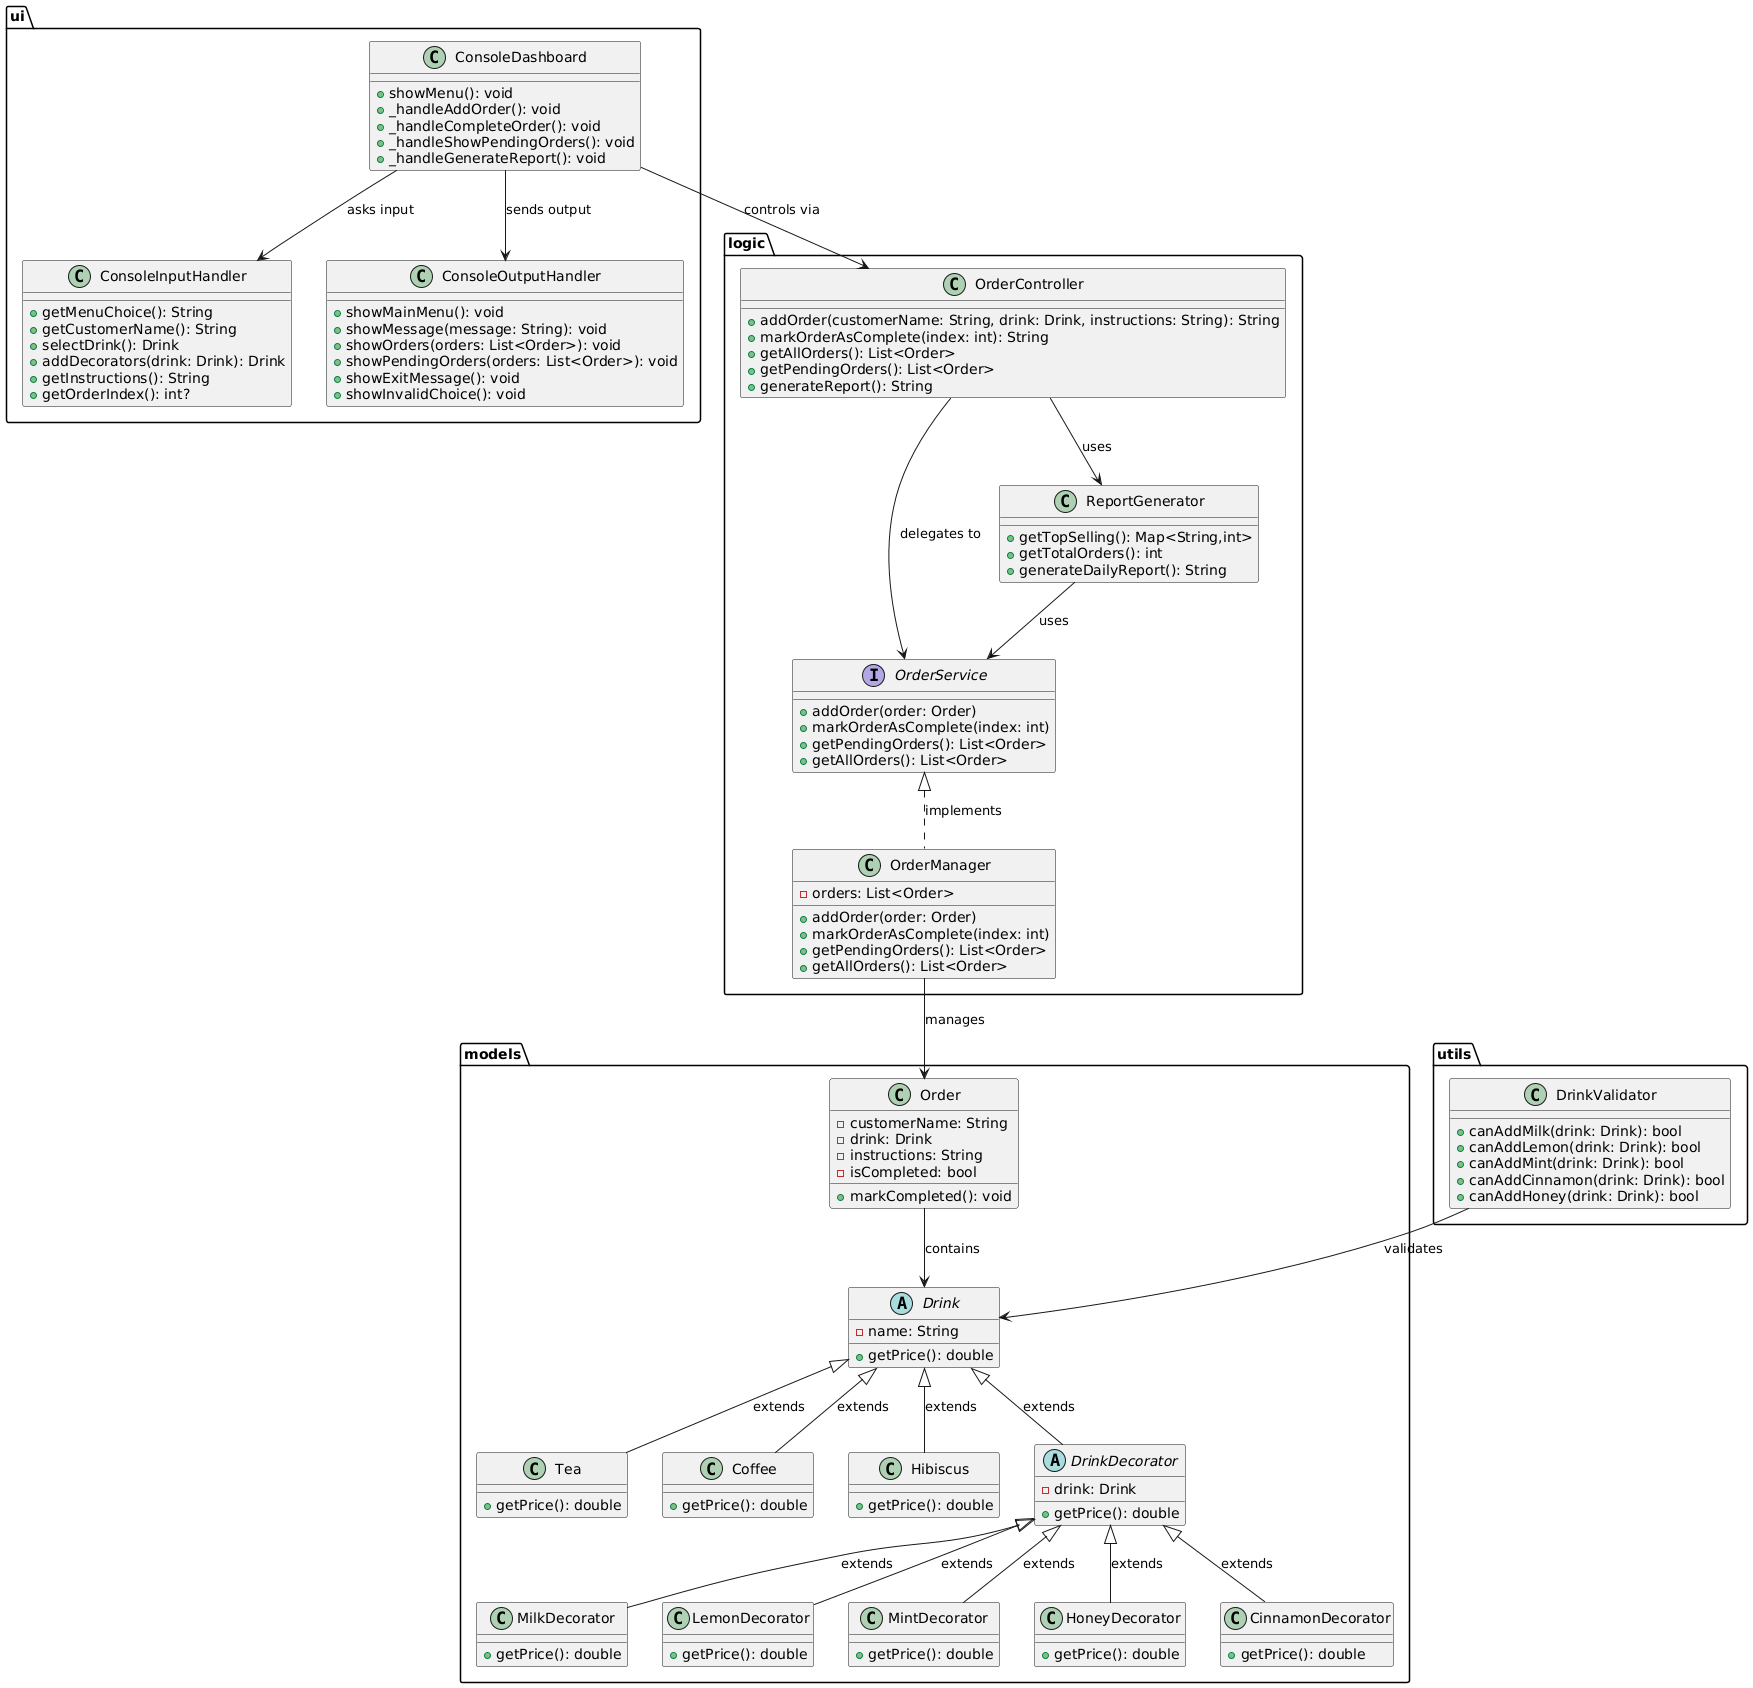 ui
C ConsoleDashboard
showMenu(): void
_handleAddOrder(): void
_handleCompleteOrder(): void
_handleShowPendingOrders(): void
_handleGenerateReport(): void
asks input
sends output
controls via
C ConsoleInputHandler
getMenuChoice(): String
getCustomerName(): String
selectDrink(): Drink
addDecorators(drink: Drink): Drink
getInstructions(): String
getOrderIndex(): int?
C ConsoleOutputHandler
showMainMenu(): void
showMessage(message: String): void
showOrders(orders: List<Order>): void
showPendingOrders(orders: List<Order>): void
showExitMessage(): void
showInvalidChoice(): void
logic
C OrderController
addOrder(customerName: String, drink: Drink, instructions: String): String
markOrderAsComplete(index: int): String
getAllOrders(): List<Order>
getPendingOrders(): List<Order>
generateReport(): String
uses
delegates to
C ReportGenerator
getTopSelling(): Map<String,int>
getTotalOrders(): int
generateDailyReport(): String
uses
I OrderService
addOrder(order: Order)
markOrderAsComplete(index: int)
getPendingOrders(): List<Order>
getAllOrders(): List<Order>
implements
C OrderManager
orders: List<Order>
addOrder(order: Order)
markOrderAsComplete(index: int)
getPendingOrders(): List<Order>
getAllOrders(): List<Order>
manages
models
C Order
customerName: String
drink: Drink
instructions: String
isCompleted: bool
markCompleted(): void
contains
utils
C DrinkValidator
canAddMilk(drink: Drink): bool
canAddLemon(drink: Drink): bool
canAddMint(drink: Drink): bool
canAddCinnamon(drink: Drink): bool
canAddHoney(drink: Drink): bool
validates
A Drink
name: String
getPrice(): double
extends
extends
extends
extends
C Tea
getPrice(): double
C Coffee
getPrice(): double
C Hibiscus
getPrice(): double
A DrinkDecorator
drink: Drink
getPrice(): double
extends
extends
extends
extends
extends
C MilkDecorator
getPrice(): double
C LemonDecorator
getPrice(): double
C MintDecorator
getPrice(): double
C HoneyDecorator
getPrice(): double
C CinnamonDecorator
getPrice(): double